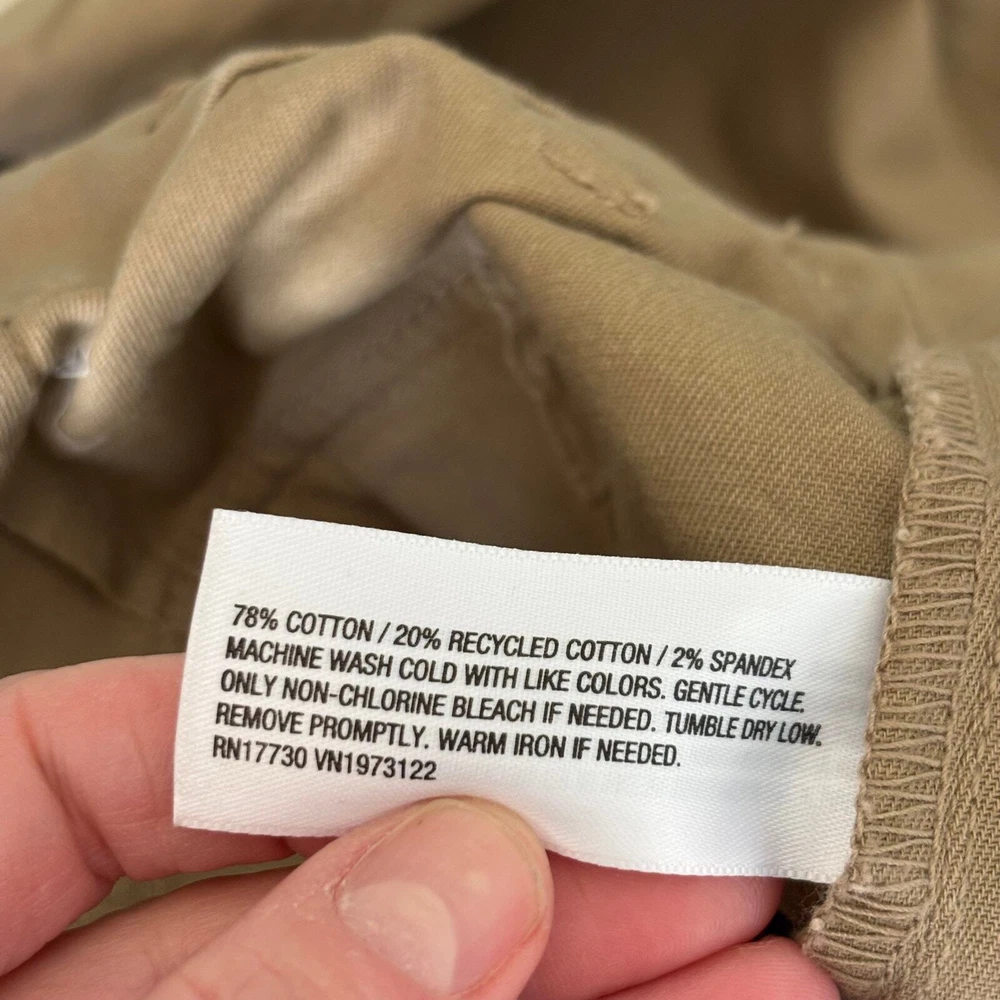 78% COTTON / 20% RECYCLED COTTON / 2% SPANDEX
MACHINE WASH COLD WITH LIKE COLORS. GENTLE CYCLE.
ONLY NON-CHLORINE BLEACH IF NEEDED. TUMBLE DRY LOW.
REMOVE PROMPTLY. WARM IRON IF NEEDED.
RN17730 VN1973122